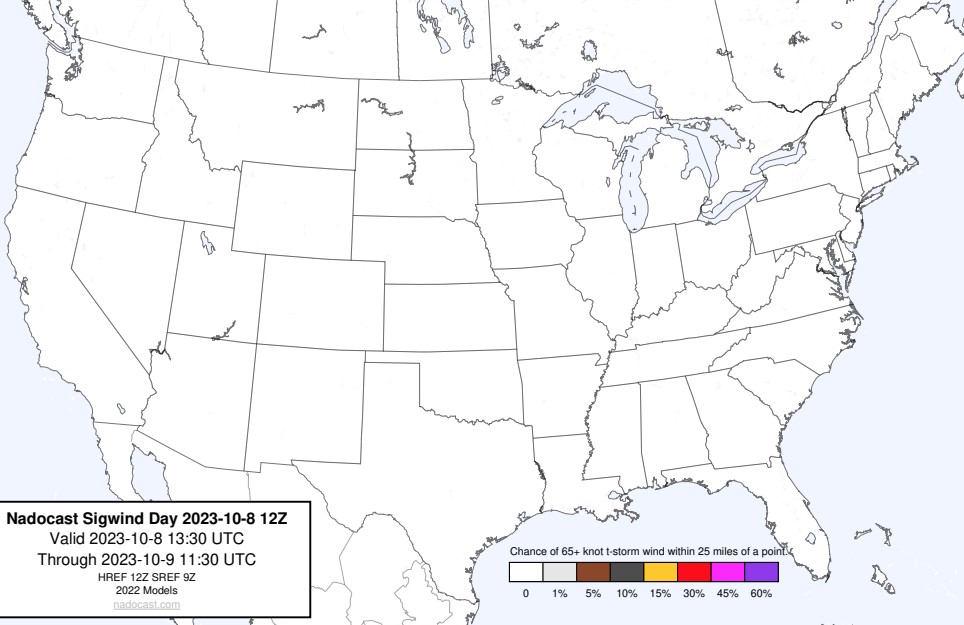 Nadocast Sigwind Day 2023-10-8 12Z
Valid 2023-10-8 13:30 UTC
Through 2023-10-9 11:30 UTC
HREF 12Z SREF 9Z
2022 Models
nadocast.com
Chance of 65+ knot t-storm wind within 25 miles of a point.
0 1% 5% 10% 15% 30% 45% 60%